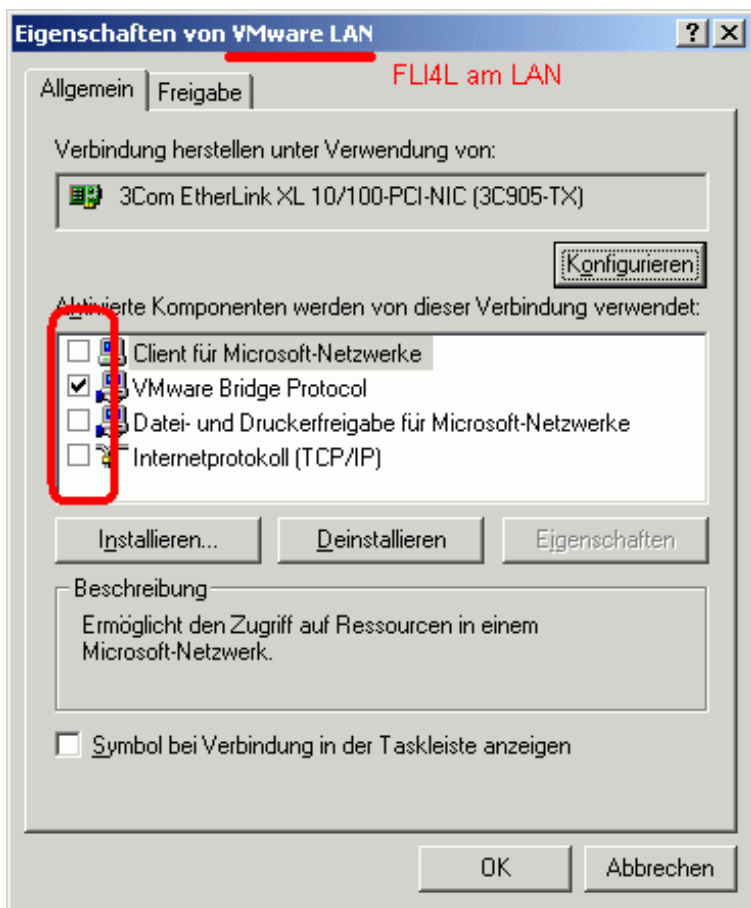 Eigenschaften von VMware LAN
FLI4L am LAN
Allgemein
Freigabe
Verbindung herstellen unter Verwendung von:
3Com EtherLink XL 10/100-PCI-NIC (3C905-TX)
Konfigurieren
Aktivierte Komponenten werden von dieser Verbindung verwendet:
Client für Microsoft-Netzwerke
VMware Bridge Protocol
Datei- und Druckerfreigabe für Microsoft-Netzwerke
Internetprotokoll (TCP/IP)
Installieren...
Deinstallieren
Eigenschaften
Beschreibung
Ermöglicht den Zugriff auf Ressourcen in einem
Microsoft-Netzwerk.
Symbol bei Verbindung in der Taskleiste anzeigen
OK
Abbrechen